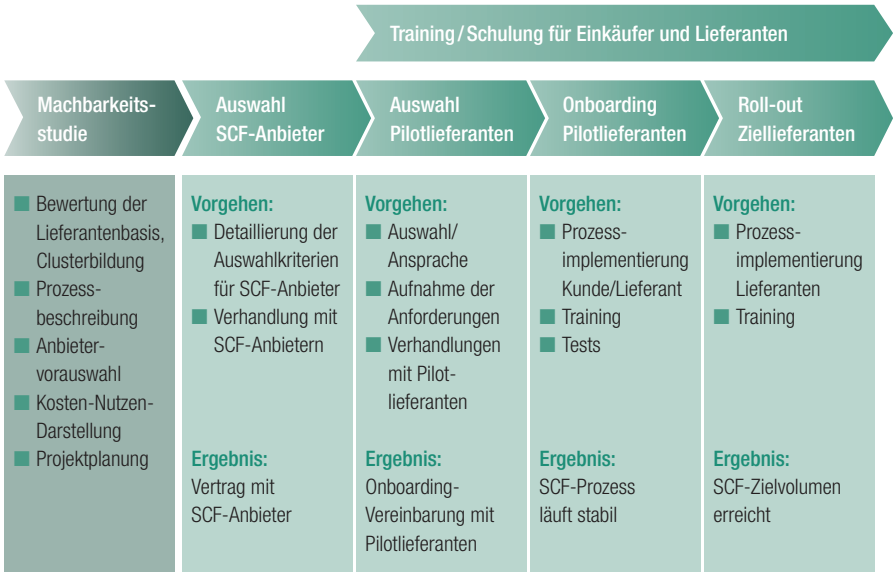 Training/Schulung für Einkäufer und Lieferanten
Machbarkeits-
studie
Auswahl
SCF-Anbieter
Auswahl
Pilotlieferanten
Onboarding
Pilotlieferanten
Roll-out
Ziellieferanten
Bewertung der
Lieferantenbasis,
Clusterbildung
Prozess-
beschreibung
Anbieter-
vorauswahl
Kosten-Nutzen-
Darstellung
Projektplanung
Vorgehen:
Detaillierung der
Auswahlkriterien
für SCF-Anbieter
Verhandlung mit
SCF-Anbietern
Ergebnis:
Vertrag mit
SCF-Anbieter
Vorgehen:
Auswahl/
Ansprache
Aufnahme der
Anforderungen
Verhandlungen
mit Pilot-
lieferanten
Ergebnis:
Onboarding-
Vereinbarung mit
Pilotlieferanten
Vorgehen:
Prozess-
implementierung
Kunde/Lieferant
Training
Tests
Ergebnis:
SCF-Prozess
läuft stabil
Vorgehen:
Prozess-
implementierung
Lieferanten
Training
Ergebnis:
SCF-Zielvolumen
erreicht